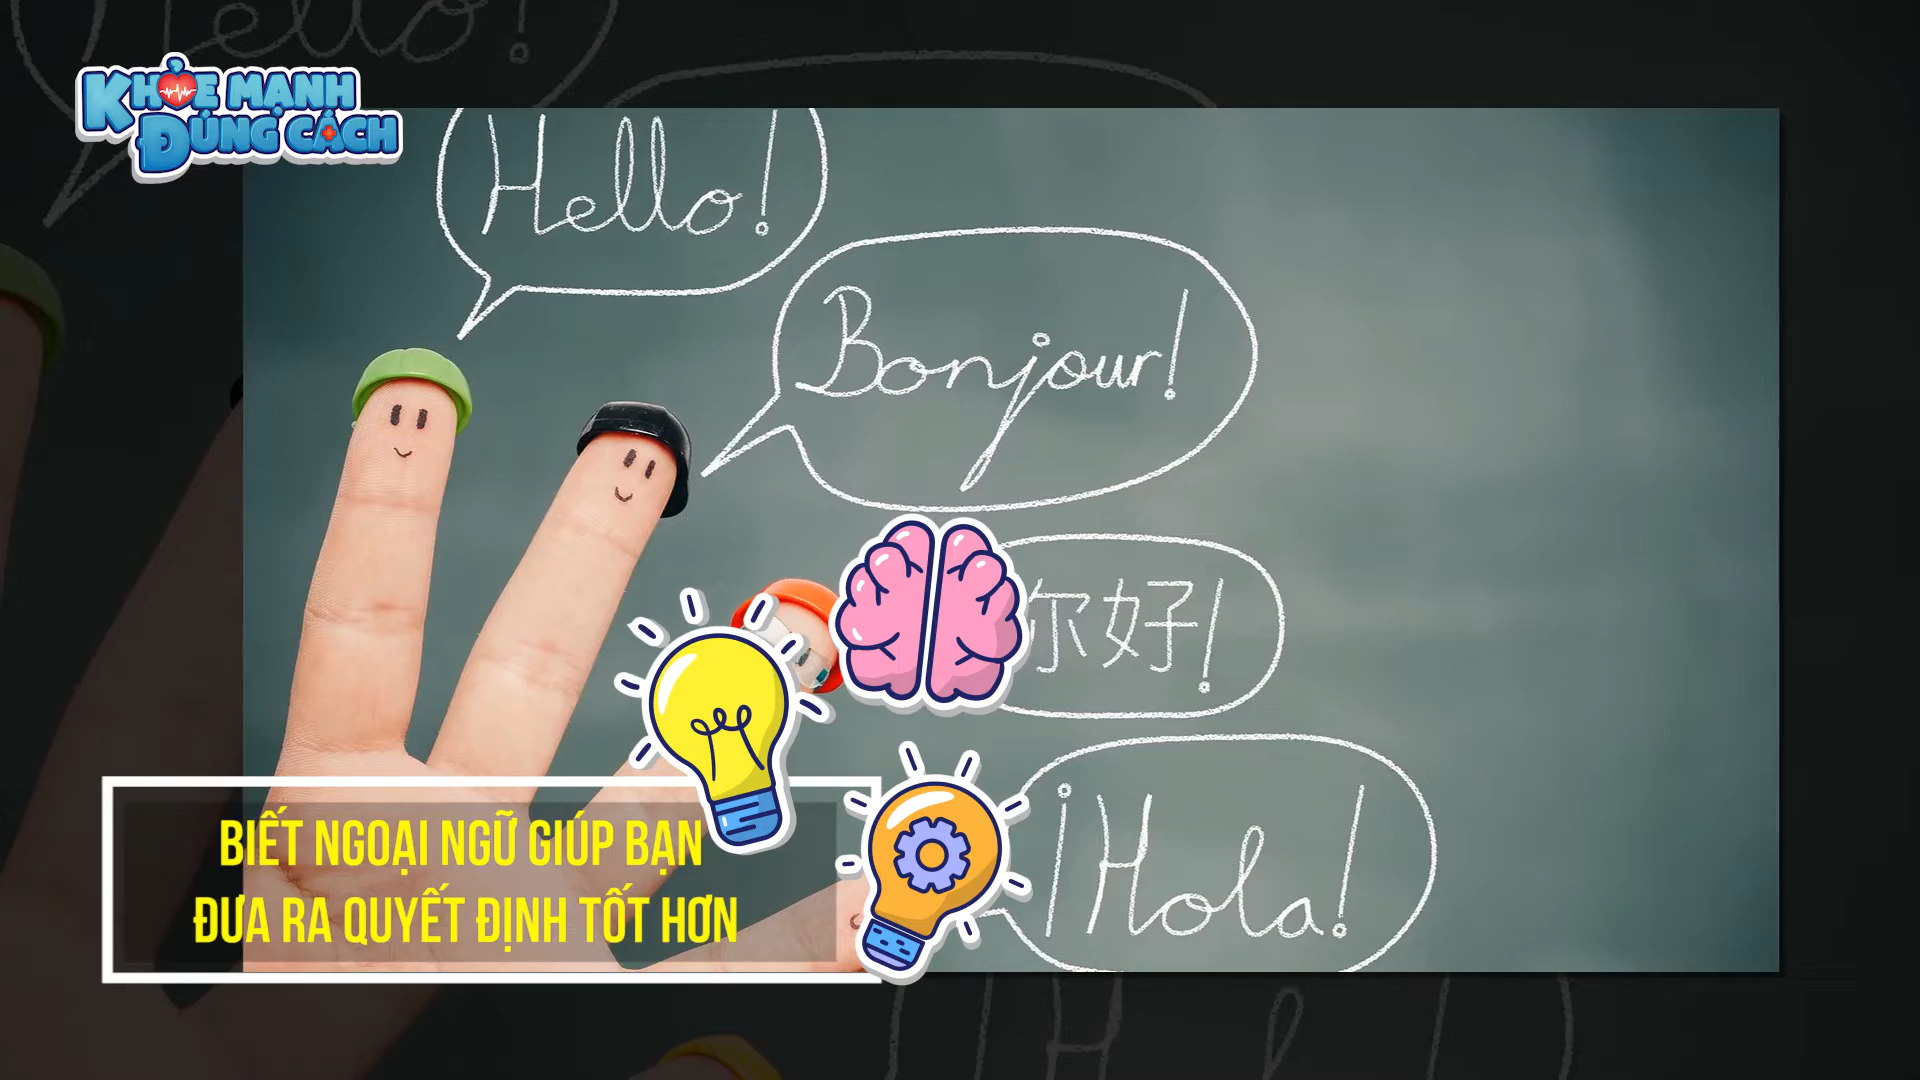 KHỎE MẠNH
ĐÚNG CÁCH
Hello!
Bonjour!
好!
¡Hola!
BIẾT NGOẠI NGỮ GIÚP BẠN
ĐƯA RA QUYẾT ĐỊNH TỐT HƠN